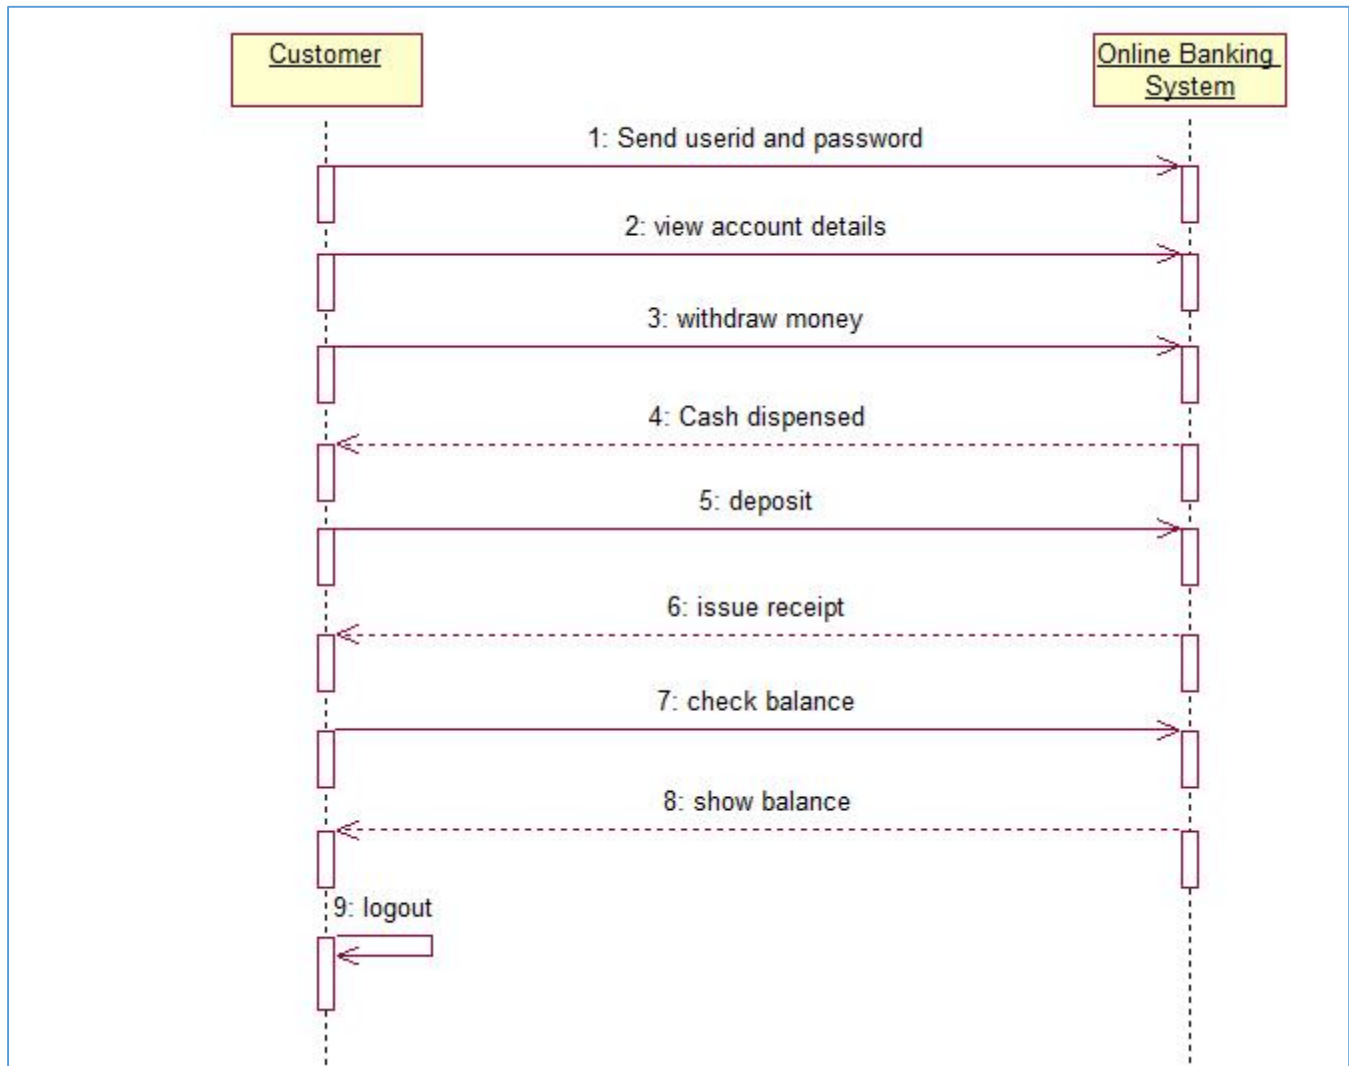 Customer
Online Banking
System
1: Send userid and password
2: view account details
3: withdraw money
4: Cash dispensed
5: deposit
6: issue receipt
7: check balance
8: show balance
9: logout